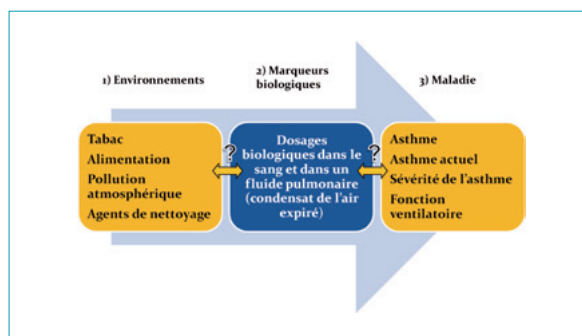 1) Environnements
2) Marqueurs
biologiques
3) Maladie
Tabac
Alimentation
Pollution
atmosphérique
Agents de nettoyage
?
Dosages
biologiques dans le
sang et dans un
fluide pulmonaire
(condensat de l'air
expiré)
?
Asthme
Asthme actuel
Sévérité de l'asthme
Fonction
ventilatoire